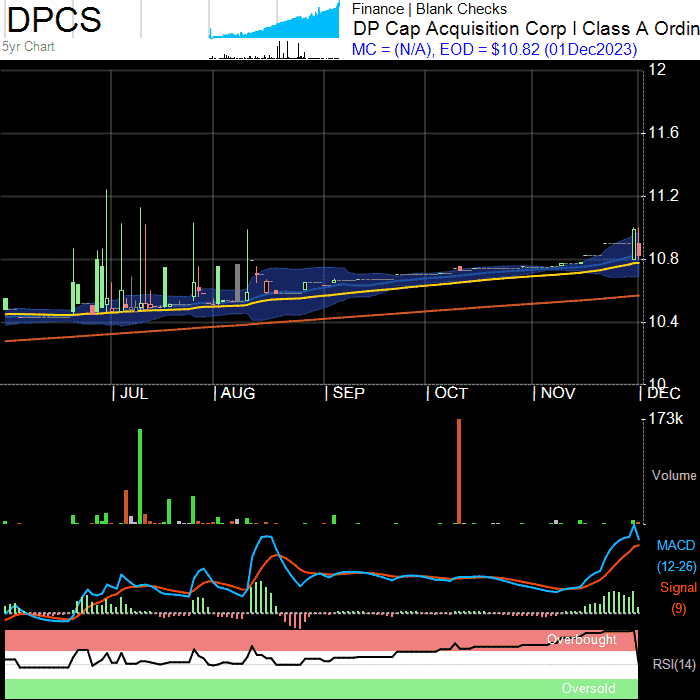 DPCS
5yr Chart
Finance | Blank Checks
DP Cap Acquisition Corp I Class A Ordin
MC = (N/A), EOD = $10.82 (01Dec2023)
12
11.6
11.2
10.8
10.4
10
| JUL | AUG | SEP | OCT | NOV | DEC
173k
Volume
MACD
(12-26)
Signal
(9)
Overbought
RSI(14)
Oversold